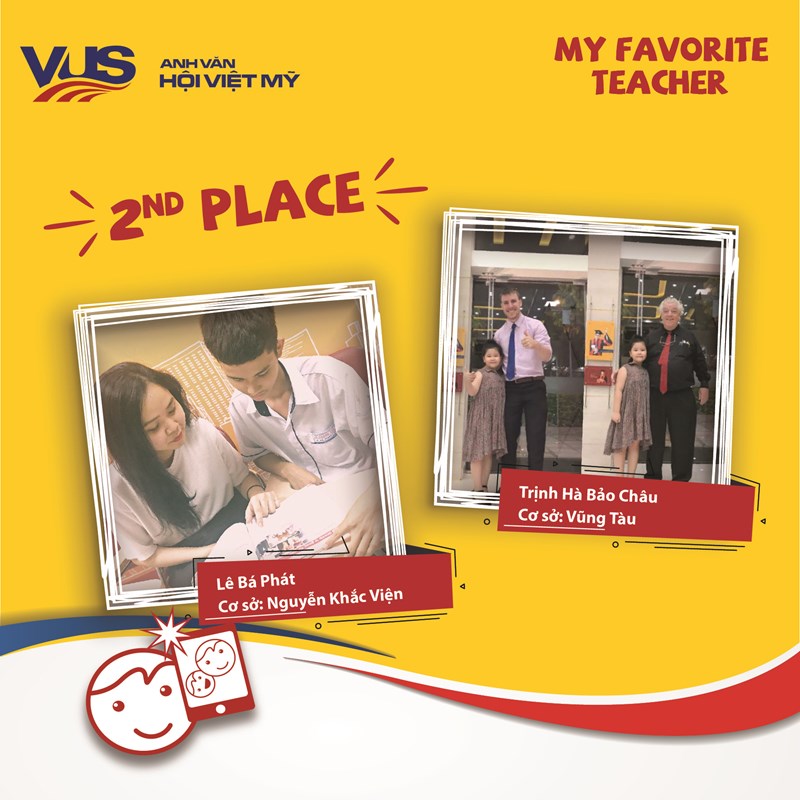 VUS
ANH VĂN
HỘI VIỆT MỸ
MY FAVORITE
TEACHER
2ND PLACE
Trịnh Hà Bảo Châu
Cơ sở: Vũng Tàu
Lê Bá Phát
Cơ sở: Nguyễn Khắc Viện